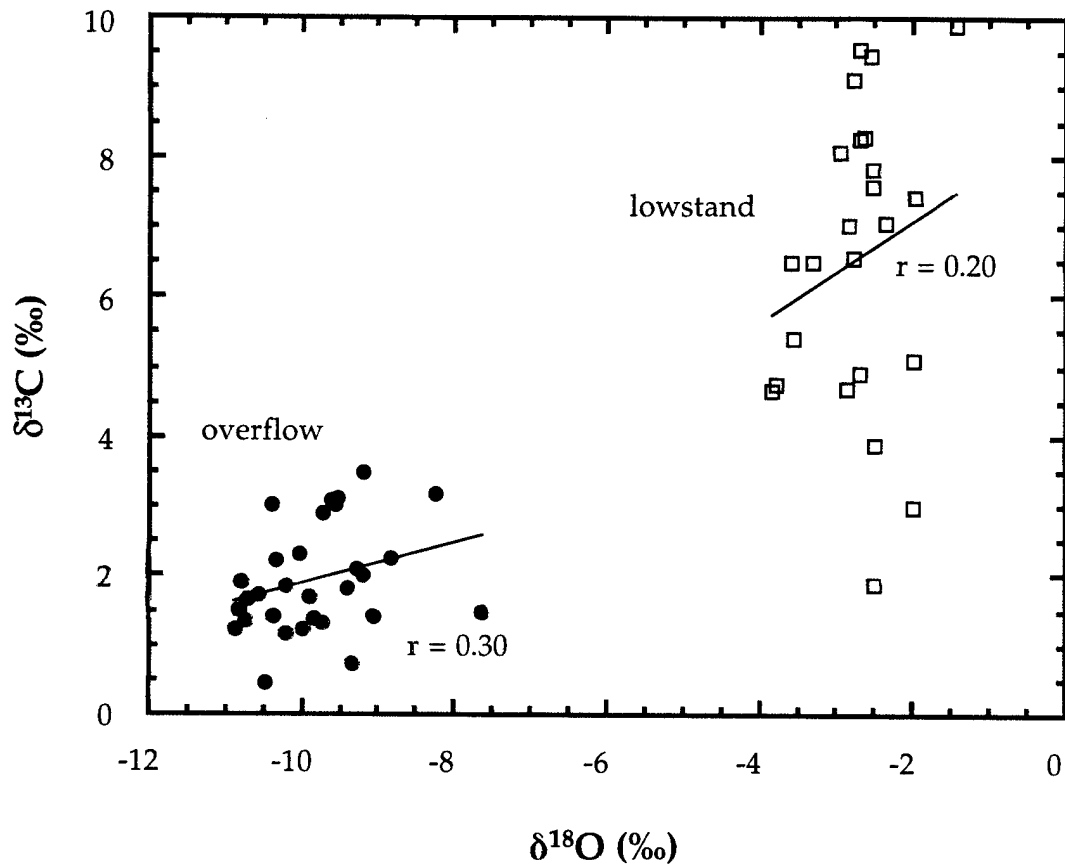 10
8
6
4
2
0
δ¹³C (‰)
lowstand
r = 0.20
overflow
r = 0.30
-12
-10
-8
-6
-4
-2
0
δ¹⁸O (‰)